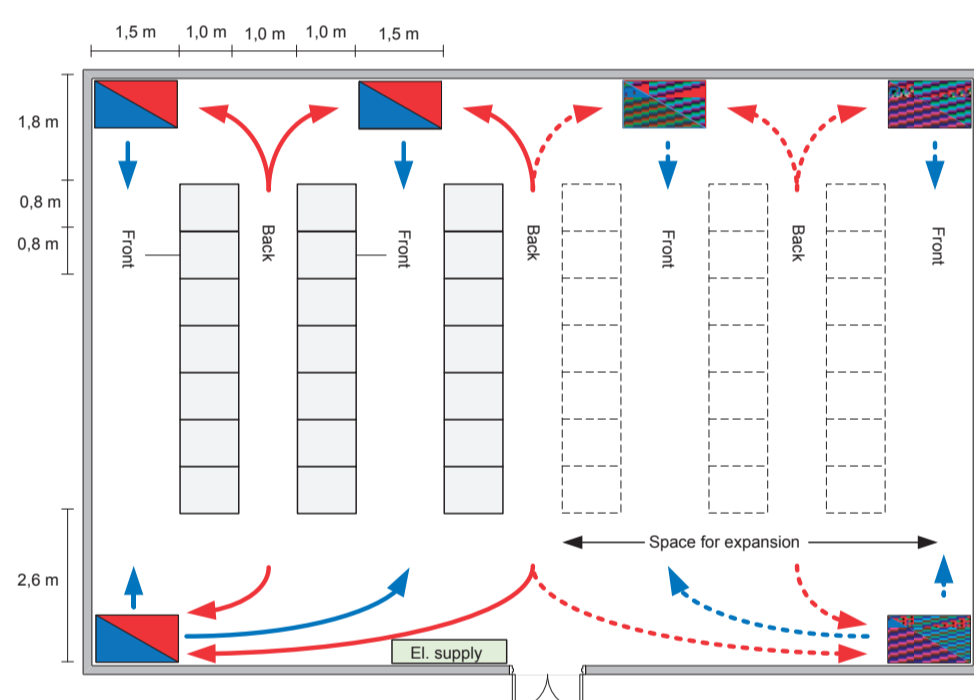 1,5 m
1,0 m
1,0 m
1,0 m
1,5 m
1,8 m
0,8 m
0,8 m
Front
Back
Front
Back
Front
Back
Front
Space for expansion
2,6 m
El. supply